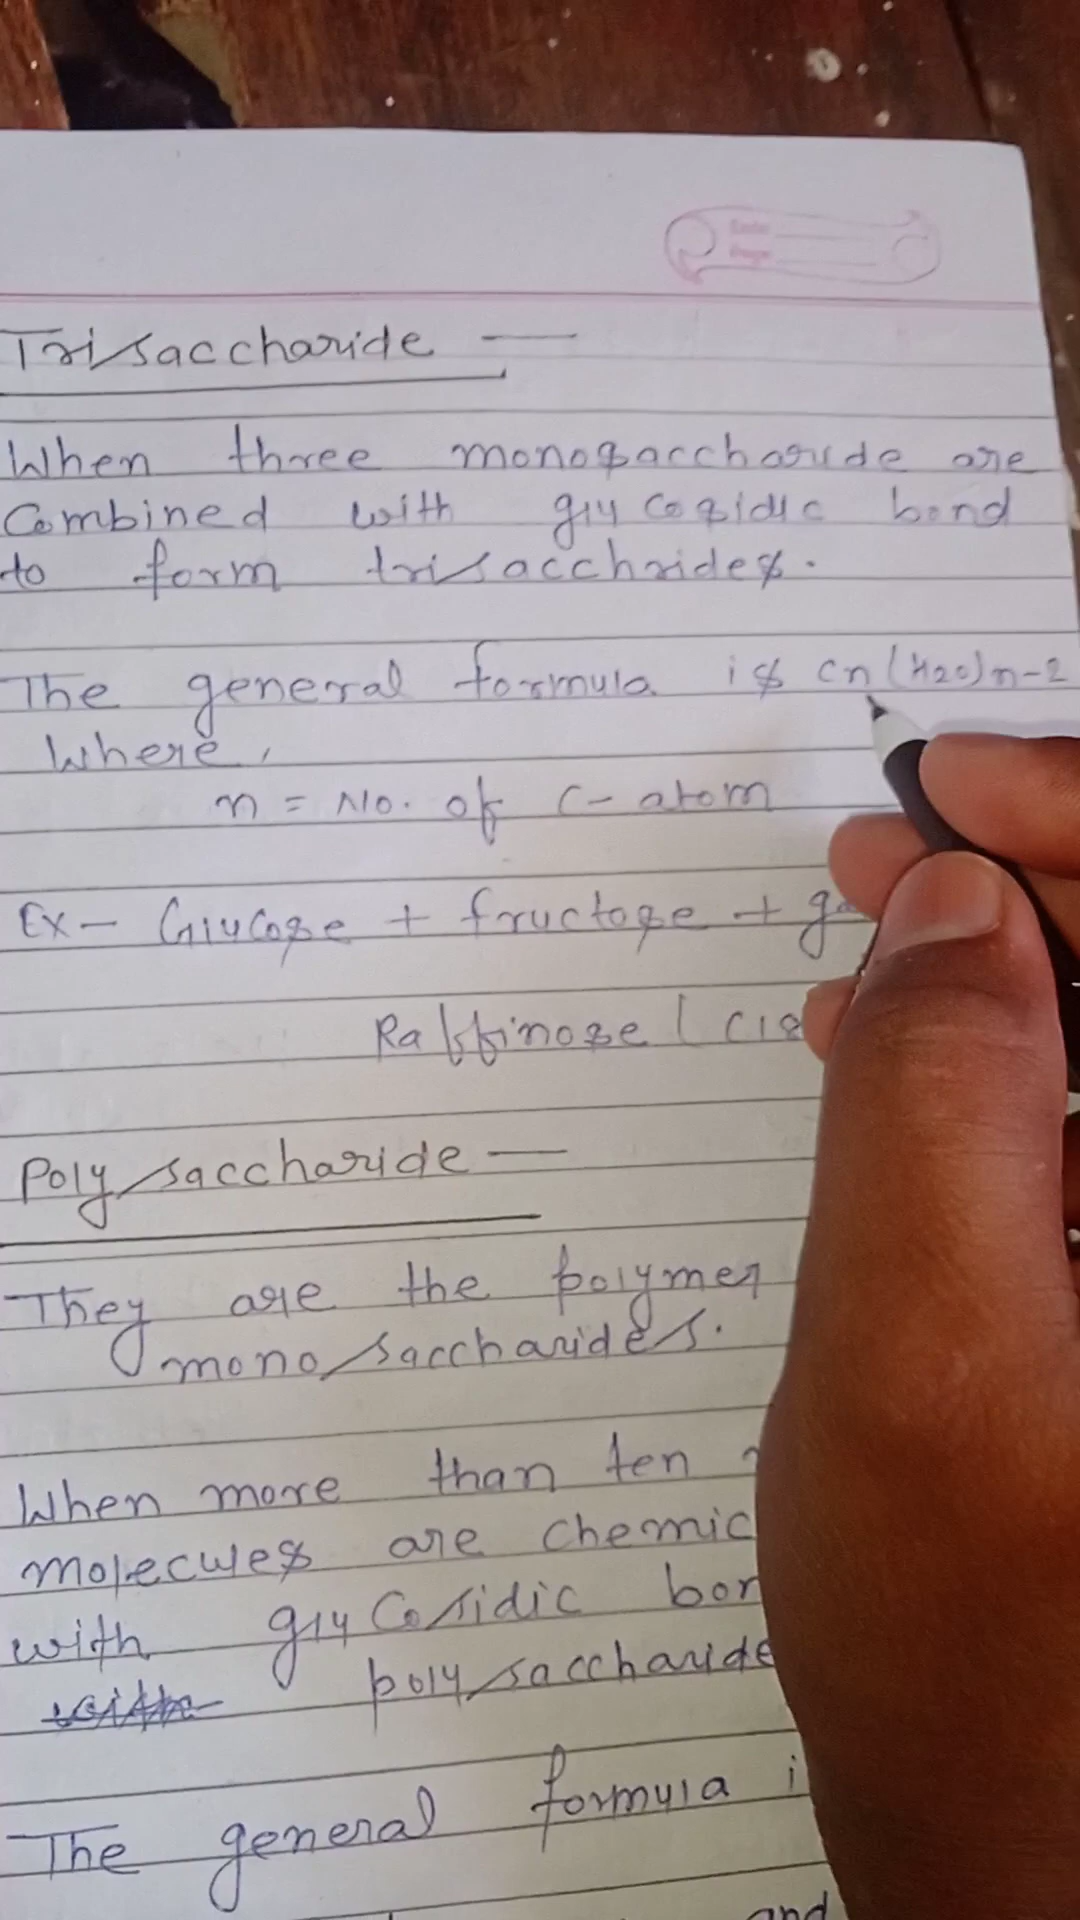 Trisaccharide —
When three monosaccharide are
Combined with glycosidic bond
to form trisacchrides.
The general formula is cn(H2O)n-2
Where,
n = No. of C-atom
Ex- Glucose + fructose +
Raffinose (C18
Polysaccharide —
They are the polymer
monosaccharides.
When more than ten
molecules are chemic
with glycosidic bon
polysaccharide
The general formula i
and